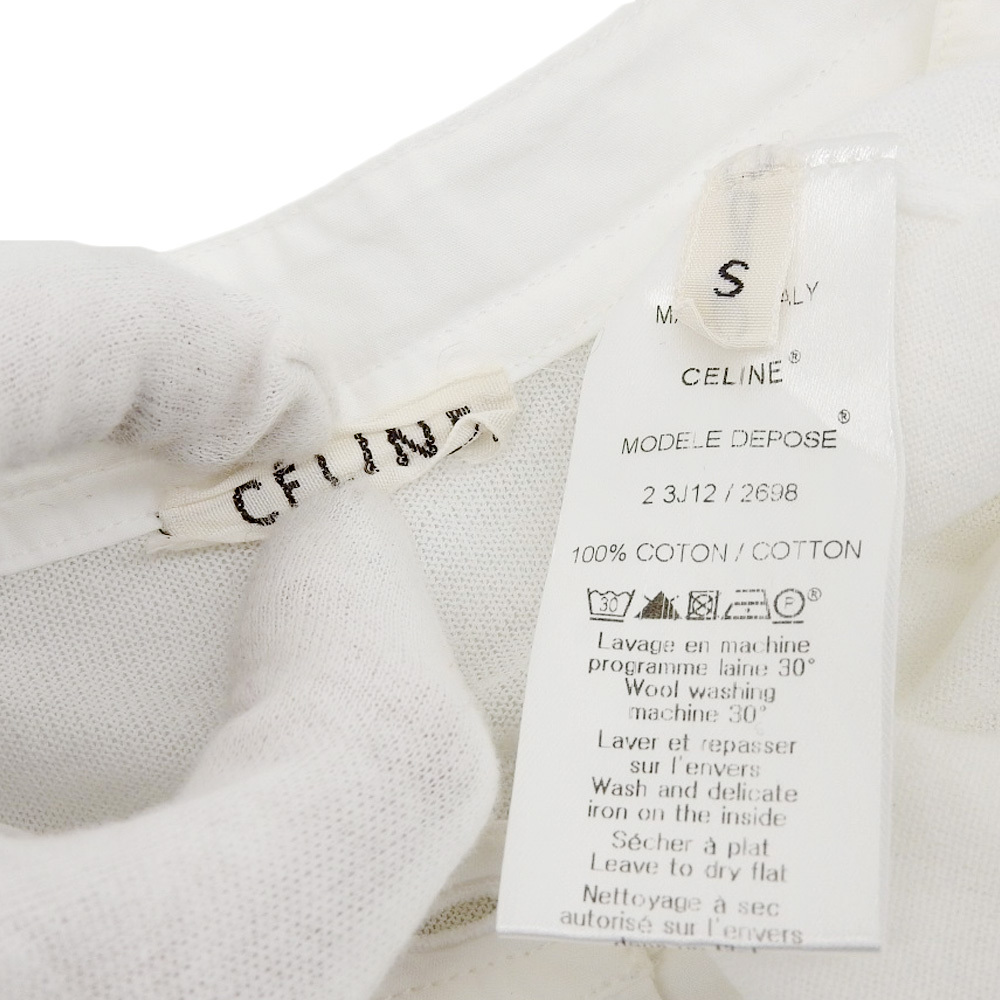 CELINE
S
CELINE®
MODELE DEPOSE®
2 3J12 / 2698
100% COTON / COTTON
30 P ®
Lavage en machine
programme laine 30°
Wool washing
machine 30°
Laver et repasser
sur l'envers
Wash and delicate
iron on the inside
Sécher à plat
Leave to dry flat
Nettoyage à sec
autorisé sur l'envers